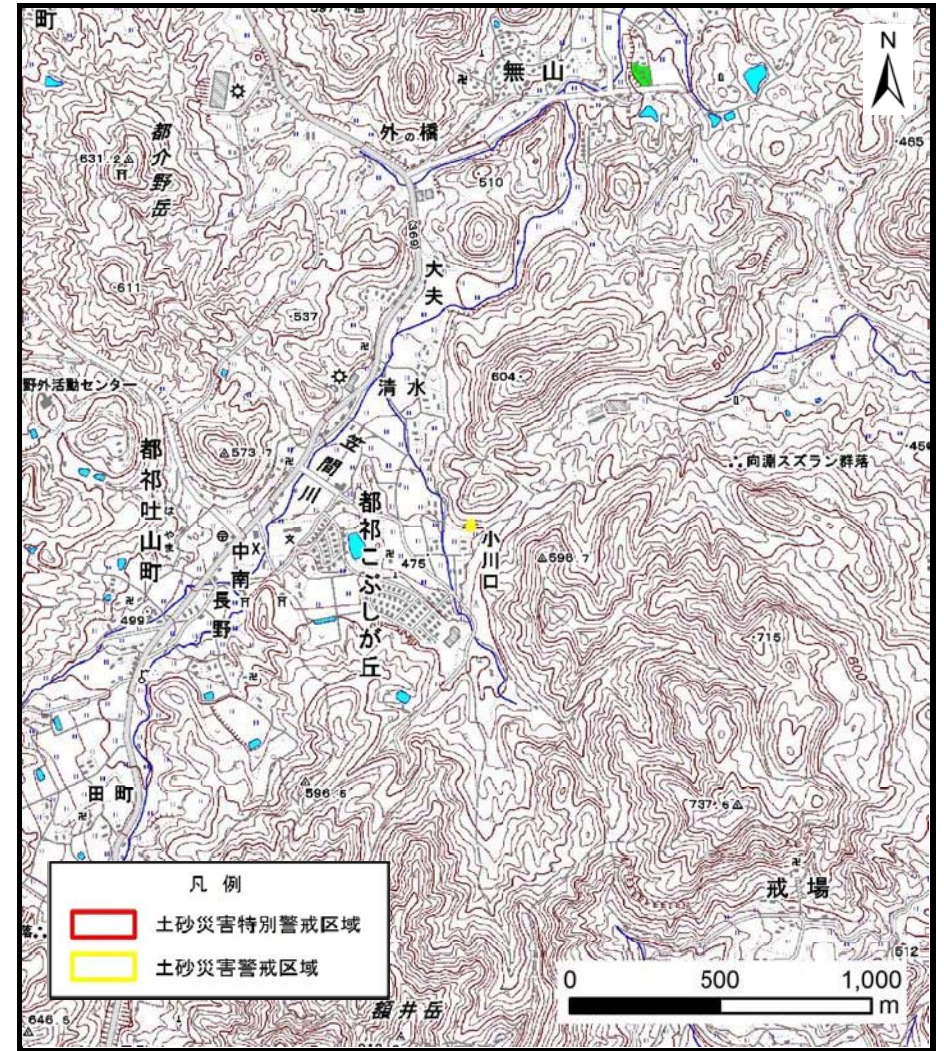 町
無山
N
外の橋
都介野岳
631.2
510
465
(369)
大夫
611
537
604
500
清水
野外活動センター
笠間川
573.7
向淵スズラン群落
都祁吐山町
はやま
都祁こぶしが丘
小川口
中南
475
596.7
長野
499
715
600
田町
596.5
737.6
戒場
凡例
土砂災害特別警戒区域
土砂災害警戒区域
512
0 500 1,000
m
額井岳
646.5